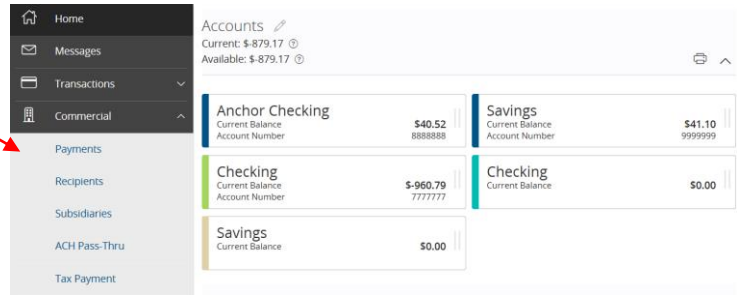 Home
Messages
Transactions
Commercial
Payments
Recipients
Subsidiaries
ACH Pass-Thru
Tax Payment
Accounts
Current: $-879.17
Available: $-879.17
Anchor Checking
Current Balance $40.52
Account Number 8888888
Savings
Current Balance $41.10
Account Number 9999999
Checking
Current Balance $-960.79
Account Number 7777777
Checking
Current Balance $0.00
Savings
Current Balance $0.00